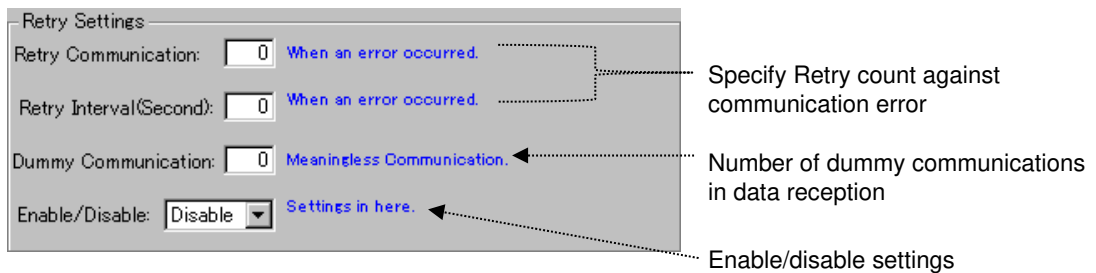 Retry Settings
Retry Communication: 0 When an error occurred.
Retry Interval(Second): 0 When an error occurred.
Specify Retry count against
communication error
Dummy Communication: 0 Meaningless Communication.
Number of dummy communications
in data reception
Enable/Disable: Disable Settings in here.
Enable/disable settings